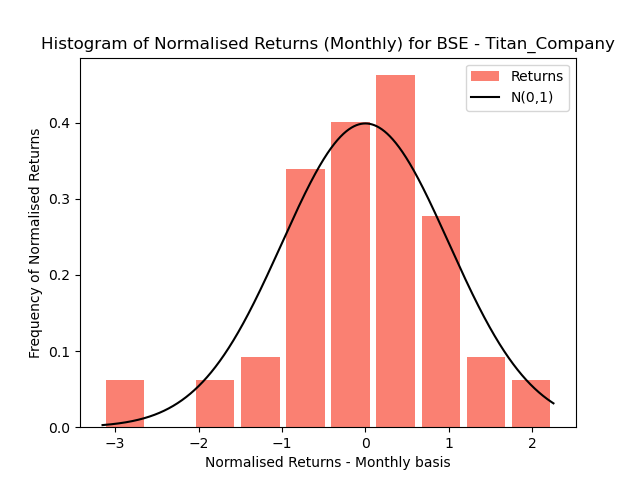 Histogram of Normalised Returns (Monthly) for BSE - Titan_Company
Returns
N(0,1)
Frequency of Normalised Returns
0.4
0.3
0.2
0.1
0.0
−3
−2
−1
0
1
2
Normalised Returns - Monthly basis